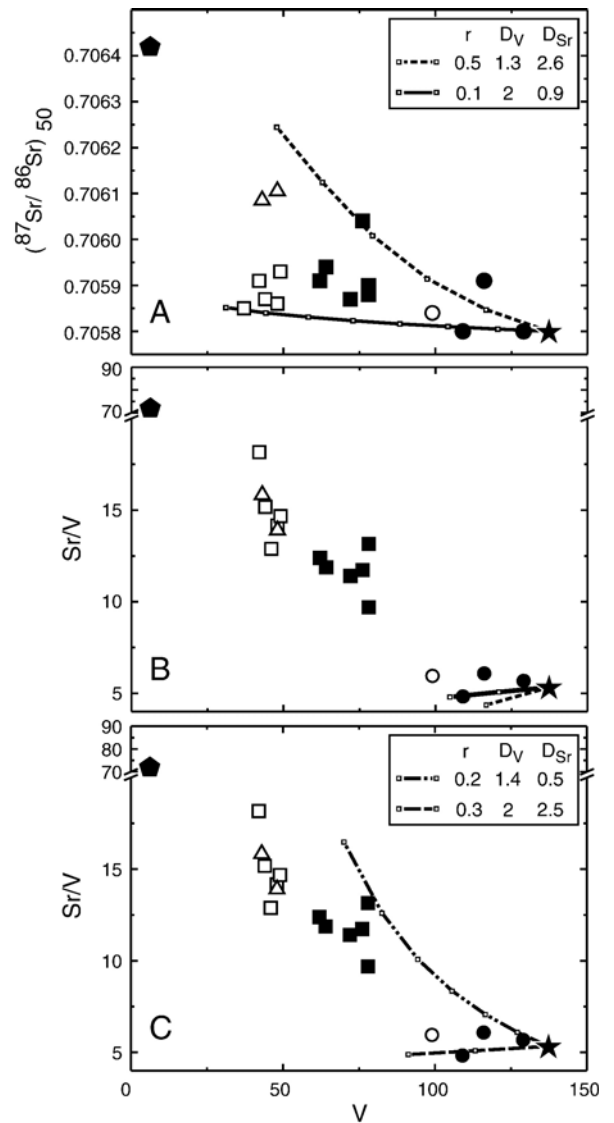 r D_V D_Sr
0.5 1.3 2.6
0.1 2 0.9
(⁸⁷Sr/ ⁸⁶Sr)₅₀
0.7064
0.7063
0.7062
0.7061
0.7060
0.7059
0.7058
A
90
70
15
10
5
Sr/V
B
r D_V D_Sr
0.2 1.4 0.5
0.3 2 2.5
90
80
70
15
10
5
Sr/V
C
0 50 100 150
V